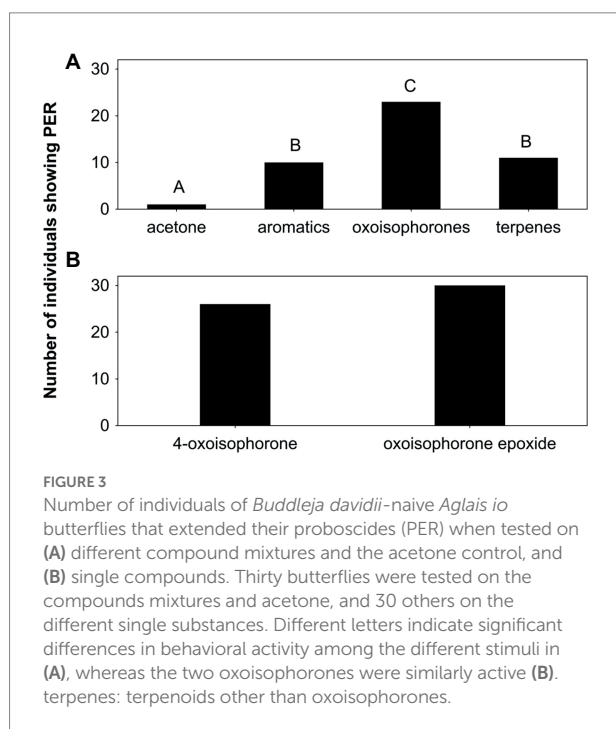 A
30
20
10
0
A
B
C
B
acetone
aromatics
oxoisophorones
terpenes
Number of individuals showing PER
B
30
20
10
0
4-oxoisophorone
oxoisophorone epoxide
FIGURE 3
Number of individuals of Buddleja davidii-naive Aglais io
butterflies that extended their proboscides (PER) when tested on
(A) different compound mixtures and the acetone control, and
(B) single compounds. Thirty butterflies were tested on the
compounds mixtures and acetone, and 30 others on the
different single substances. Different letters indicate significant
differences in behavioral activity among the different stimuli in
(A), whereas the two oxoisophorones were similarly active (B).
terpenes: terpenoids other than oxoisophorones.